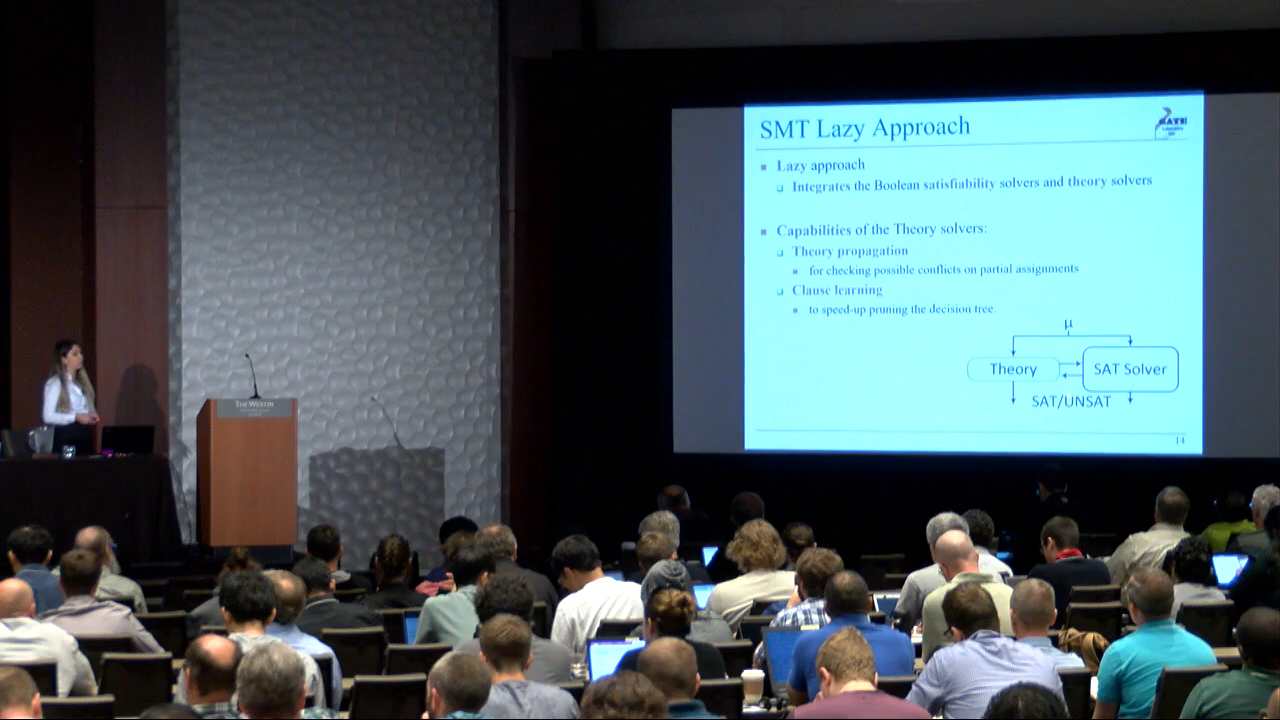 SMT Lazy Approach
Lazy approach
Integrates the Boolean satisfiability solvers and theory solvers
Capabilities of the Theory solvers:
Theory propagation
for checking possible conflicts on partial assignments
Clause learning
to speed-up pruning the decision tree.
μ
Theory
SAT Solver
SAT/UNSAT
14
THE WESTIN